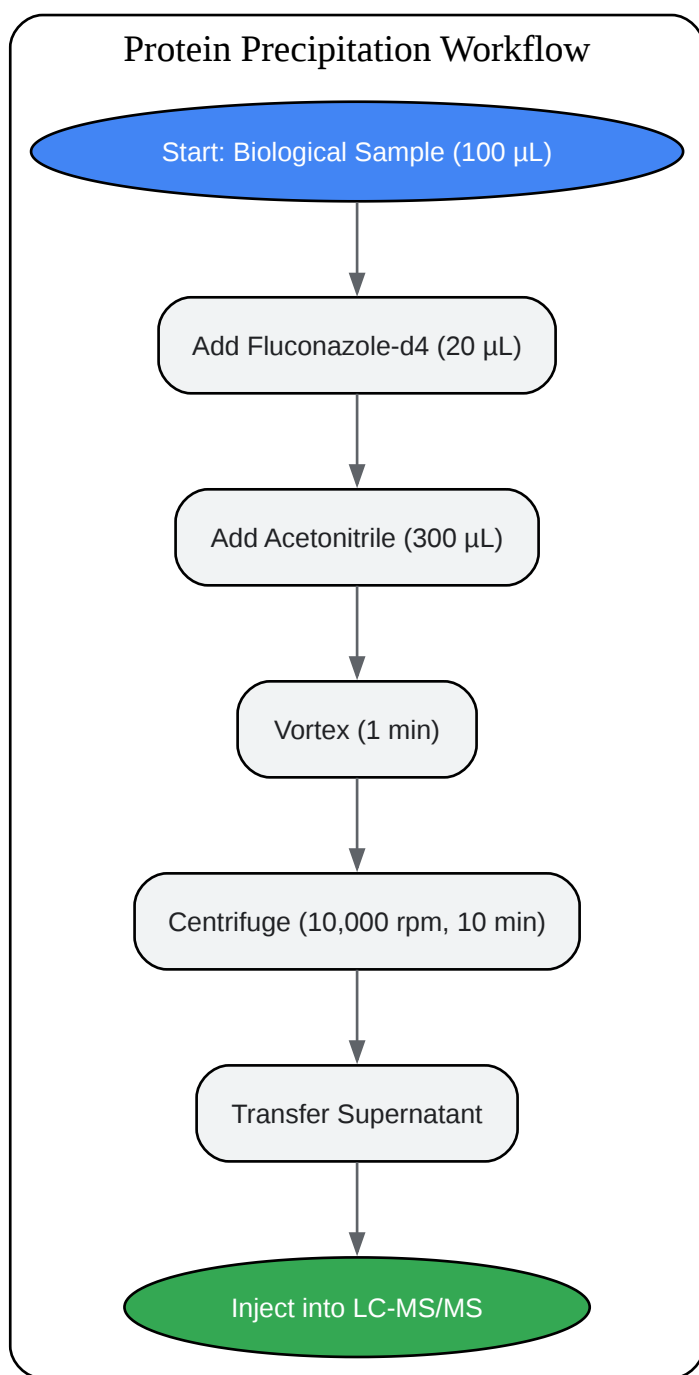 Protein Precipitation Workflow
Start: Biological Sample (100 µL)
Add Fluconazole-d4 (20 µL)
Add Acetonitrile (300 µL)
Vortex (1 min)
Centrifuge (10,000 rpm, 10 min)
Transfer Supernatant
Inject into LC-MS/MS